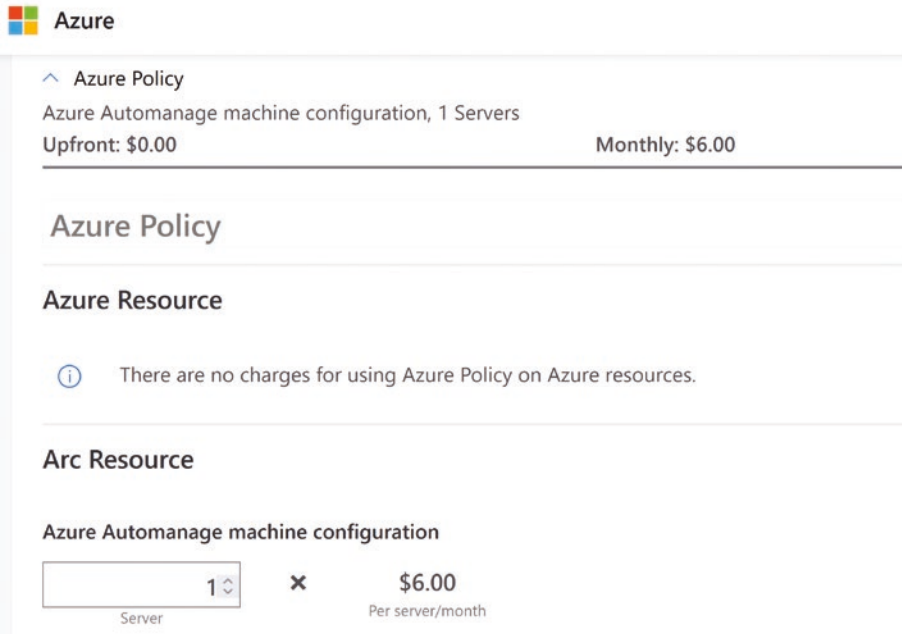 Azure
Azure Policy
Azure Automanage machine configuration, 1 Servers
Upfront: $0.00 Monthly: $6.00
Azure Policy
Azure Resource
There are no charges for using Azure Policy on Azure resources.
Arc Resource
Azure Automanage machine configuration
1 × $6.00
Server Per server/month